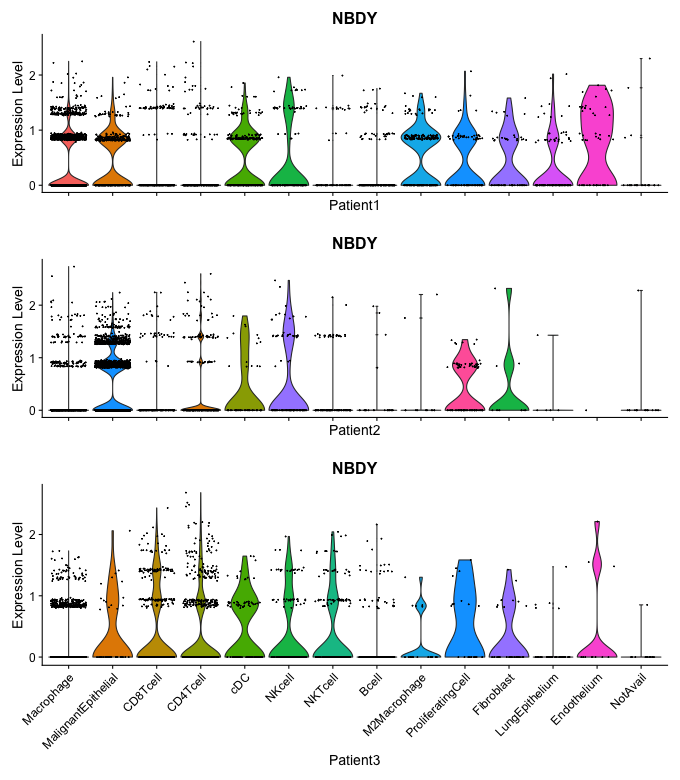 NBDY
Expression Level
2
1
0
Patient1
NBDY
Expression Level
2
1
0
Patient2
NBDY
Expression Level
2
1
0
Macrophage
MalignantEpithelial
CD8Tcell
CD4Tcell
cDC
NKcell
NKTcell
Bcell
M2Macrophage
ProliferatingCell
Fibroblast
LungEpithelium
Endothelium
NotAvail
Patient3